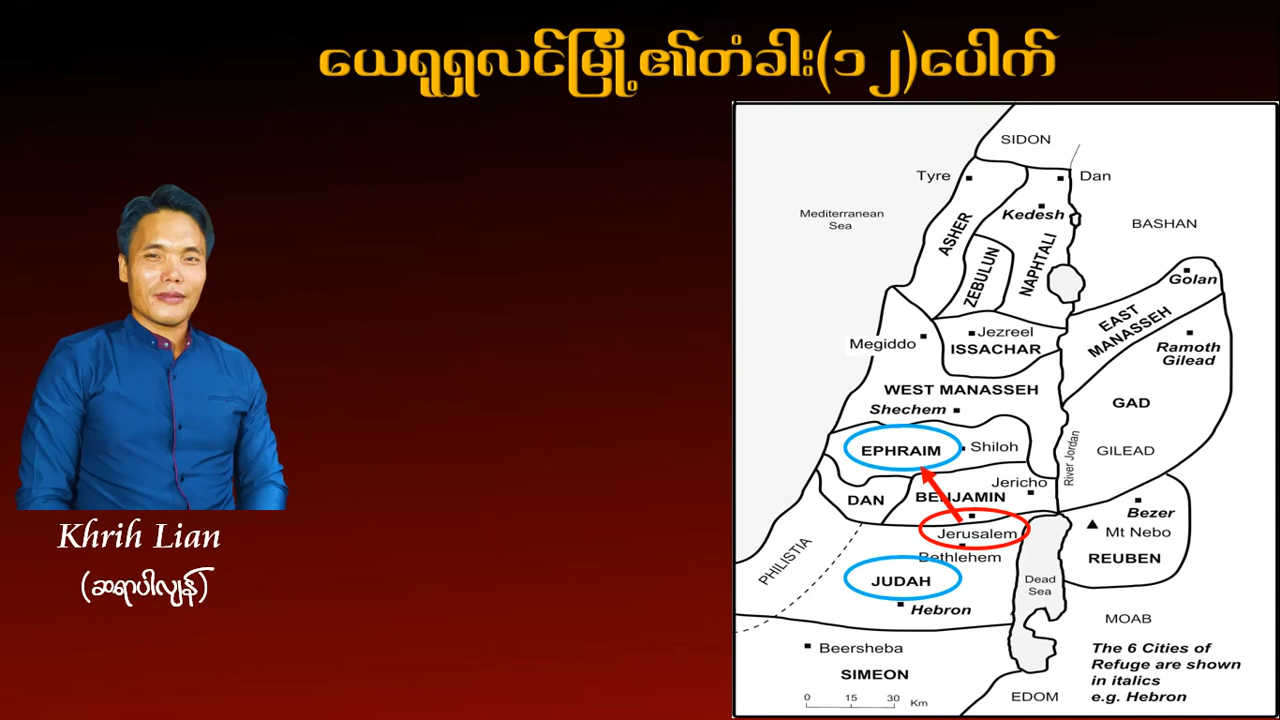 ယေရုရှလင်မြို့၏တံခါး(၁၂)ပေါက်
Khrih Lian
(ဆရာပါလျန်)
SIDON
Tyre
Dan
Mediterranean
Sea
Kedesh
BASHAN
ASHER
ZEBULUN
NAPHTALI
Golan
EAST
MANASSEH
Jezreel
Megiddo
ISSACHAR
Ramoth
Gilead
WEST MANASSEH
GAD
Shechem
EPHRAIM
Shiloh
River Jordan
GILEAD
DAN
BENJAMIN
Jericho
Bezer
Jerusalem
Mt Nebo
Bethlehem
REUBEN
PHILISTIA
JUDAH
Dead
Sea
Hebron
MOAB
Beersheba
The 6 Cities of
Refuge are shown
in italics
e.g. Hebron
SIMEON
EDOM
0 15 30 Km